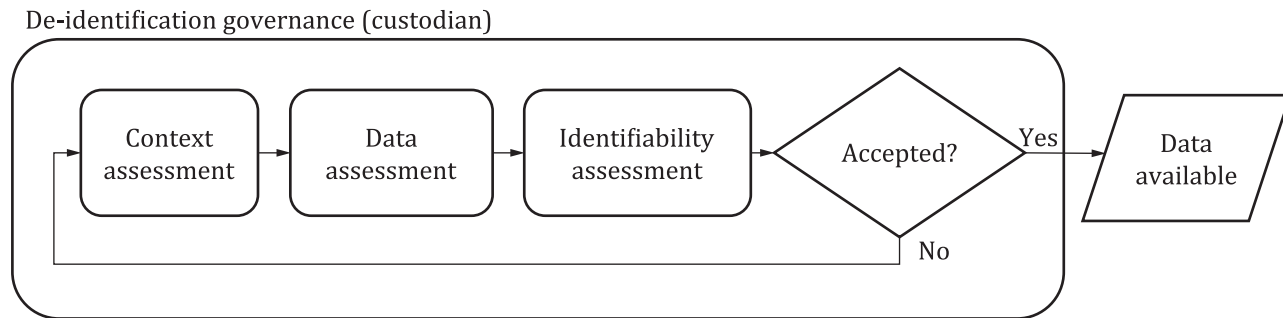 De-identification governance (custodian)
Context
assessment
Data
assessment
Identifiability
assessment
Accepted?
Yes
No
Data
available